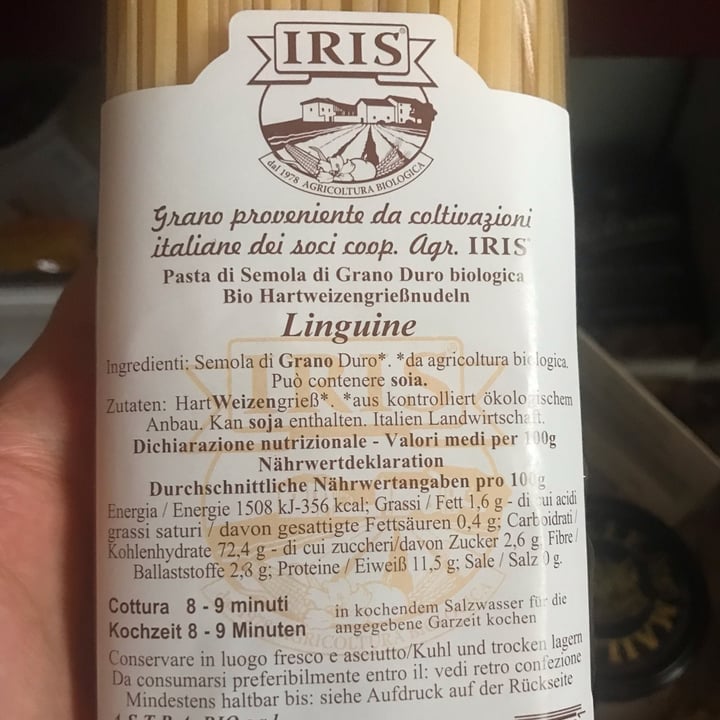 IRIS®
dal 1978 AGRICOLTURA BIOLOGICA
Grano proveniente da coltivazioni
italiane dei soci coop. Agr. IRIS®
Pasta di Semola di Grano Duro biologica
Bio Hartweizengrießnudeln
Linguine
Ingredienti: Semola di Grano Duro*. *da agricoltura biologica.
Può contenere soia.
Zutaten: HartWeizengrieß*. *aus kontrolliert ökologischem
Anbau. Kan soja enthalten. Italien Landwirtschaft.
Dichiarazione nutrizionale - Valori medi per 100g
Nährwertdeklaration
Durchschnittliche Nährwertangaben pro 100g
Energia / Energie 1508 kJ-356 kcal; Grassi / Fett 1,6 g - di cui acidi
grassi saturi / davon gesattigte Fettsäuren 0,4 g; Carboidrati /
Kohlenhydrate 72,4 g - di cui zuccheri/davon Zucker 2,6 g; Fibre /
Ballaststoffe 2,8 g; Proteine / Eiweiß 11,5 g; Sale / Salz 0 g.
Cottura 8 - 9 minuti
Kochzeit 8 - 9 Minuten
in kochendem Salzwasser für die
angegebene Garzeit kochen
Conservare in luogo fresco e asciutto/Kuhl und trocken lagern
Da consumarsi preferibilmente entro il: vedi retro confezione
Mindestens haltbar bis: siehe Aufdruck auf der Rückseite